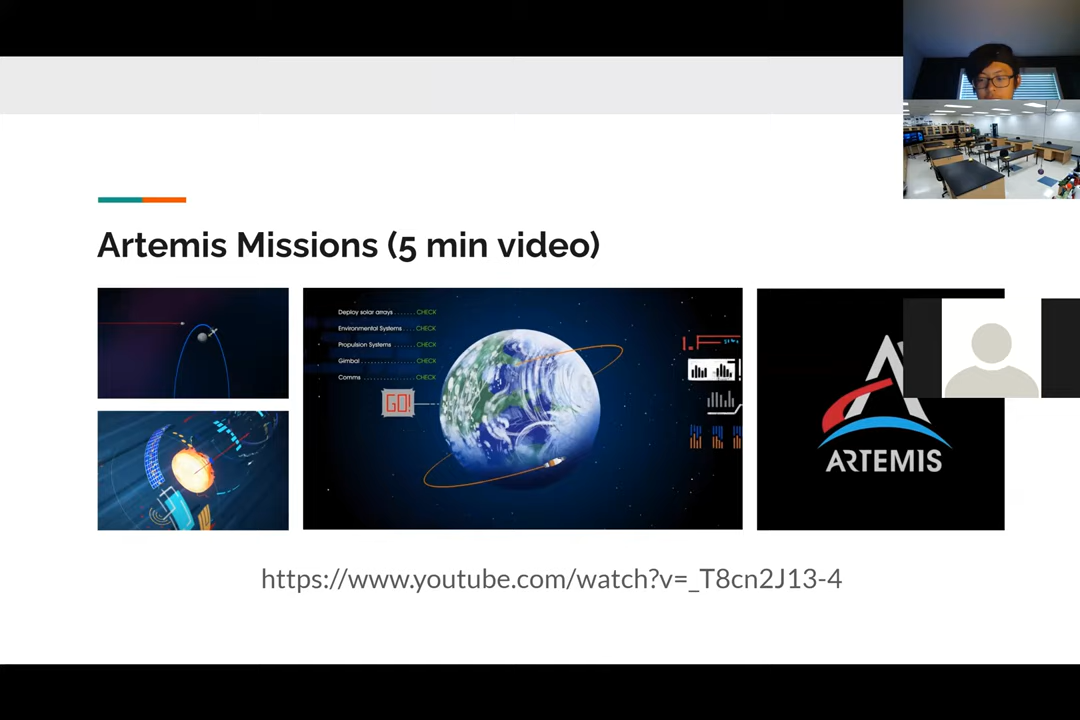 Artemis Missions (5 min video)
Deploy solar arrays . . . . . . . CHECK
Environmental Systems . . . . CHECK
Propulsion Systems . . . . . . . CHECK
Gimbal . . . . . . . . . . . . . . . . . CHECK
Comms . . . . . . . . . . . . . . . . CHECK
GO!
ARTEMIS
https://www.youtube.com/watch?v=_T8cn2J13-4